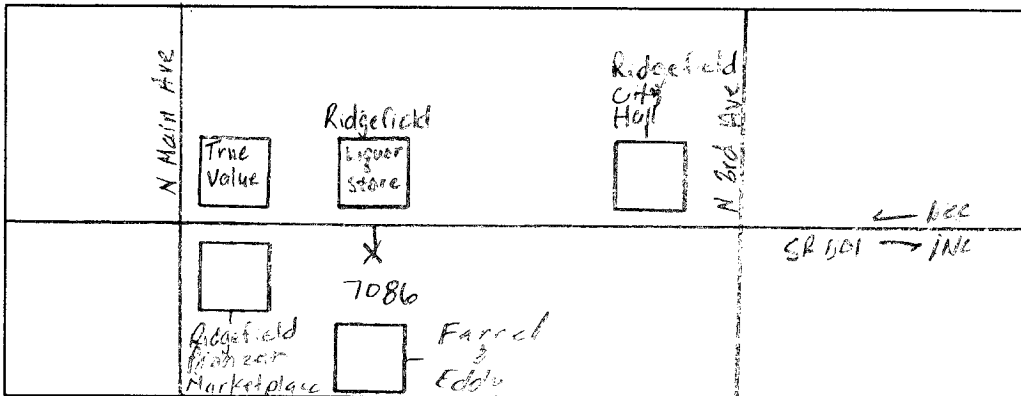 N Main Ave
True
Value
Ridgefield
Liquor
&
Store
Ridgefield
City
Hall
N 3rd Ave
← DEC
SR 501 → INC
7086
Ridgefield
Pioneer
Marketplace
Farrel
&
Eddy